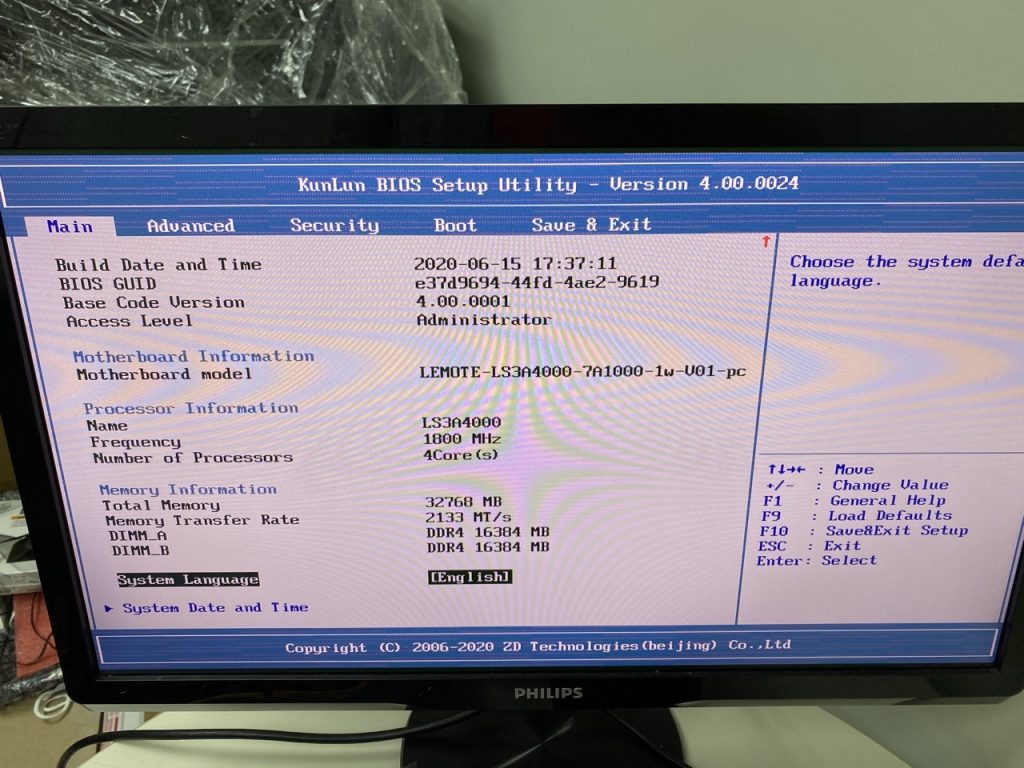 KunLun BIOS Setup Utility - Version 4.00.0024
Main Advanced Security Boot Save & Exit
Build Date and Time 2020-06-15 17:37:11
BIOS GUID e37d9694-44fd-4ae2-9619
Base Code Version 4.00.0001
Access Level Administrator
Motherboard Information
Motherboard model LEMOTE-LS3A4000-7A1000-1w-V01-pc
Processor Information
Name LS3A4000
Frequency 1800 MHz
Number of Processors 4Core(s)
Memory Information
Total Memory 32768 MB
Memory Transfer Rate 2133 MT/s
DIMM_A DDR4 16384 MB
DIMM_B DDR4 16384 MB
System Language [English]
► System Date and Time
↑
Choose the system defa
language.
↑↓→← : Move
+/- : Change Value
F1 : General Help
F9 : Load Defaults
F10 : Save&Exit Setup
ESC : Exit
Enter: Select
Copyright (C) 2006-2020 ZD Technologies(beijing) Co.,Ltd
PHILIPS